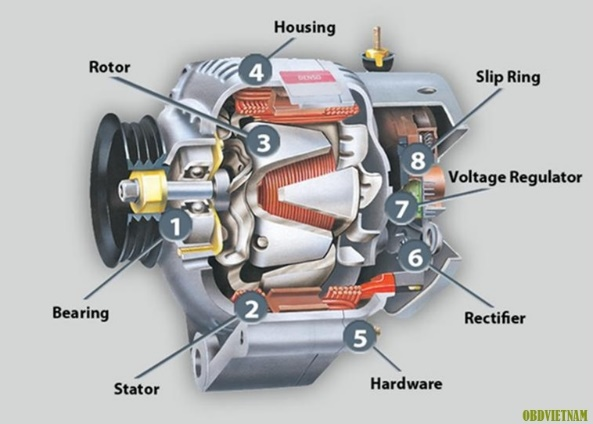 Housing
Rotor
4
DENSO
Slip Ring
3
8
Voltage Regulator
7
1
6
Bearing
2
Rectifier
5
Stator
Hardware
OBDVIETNAM